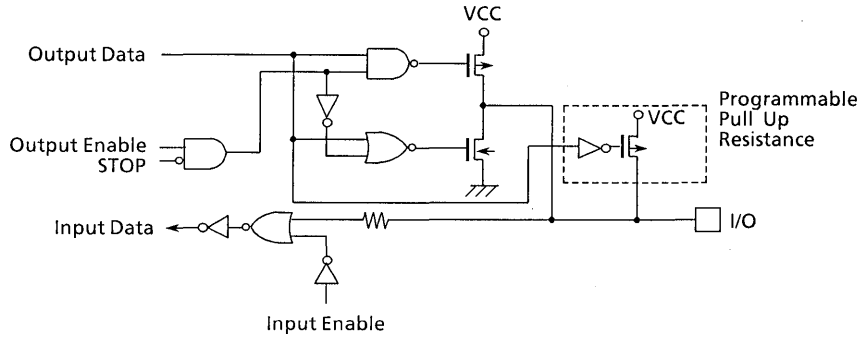 VCC
Output Data
Programmable
Pull Up
Resistance
VCC
Output Enable
STOP
Input Data
I/O
Input Enable